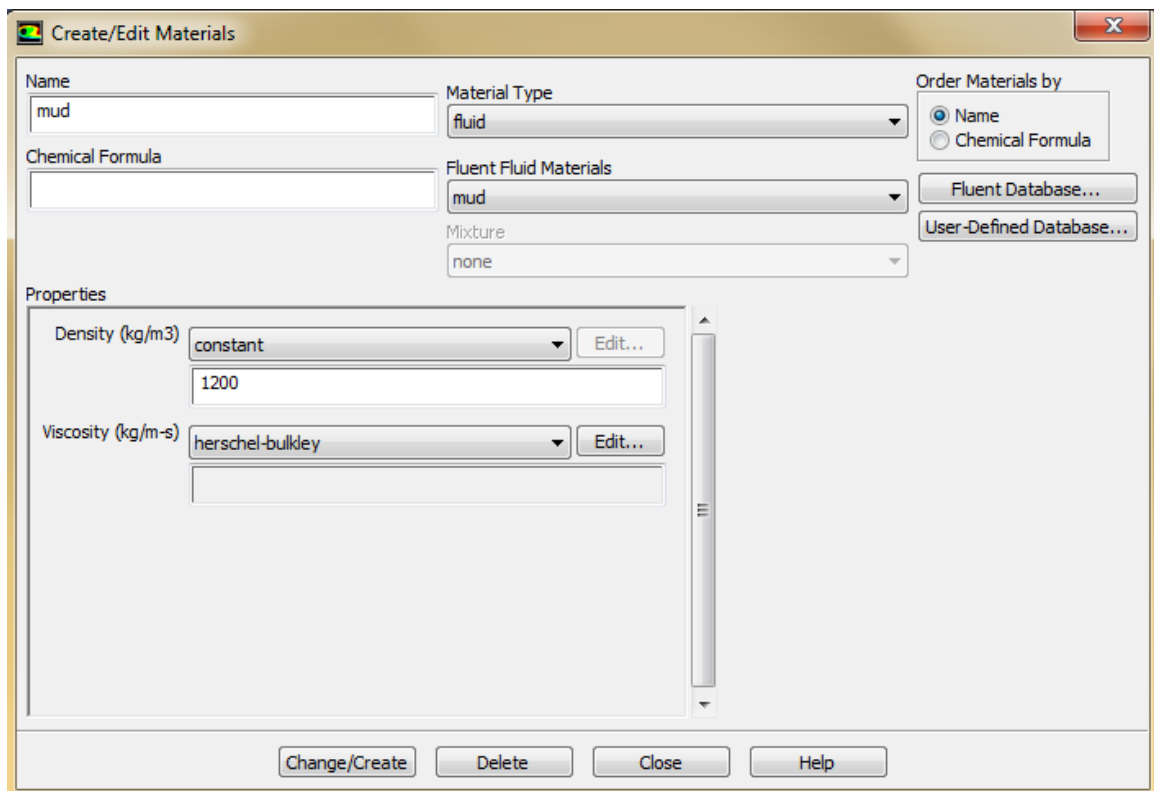 Create/Edit Materials
Name
mud
Chemical Formula
Material Type
fluid
Fluent Fluid Materials
mud
Mixture
none
Order Materials by
Name
Chemical Formula
Fluent Database...
User-Defined Database...
Properties
Density (kg/m3)
constant
Edit...
1200
Viscosity (kg/m-s)
herschel-bulkley
Edit...
Change/Create
Delete
Close
Help